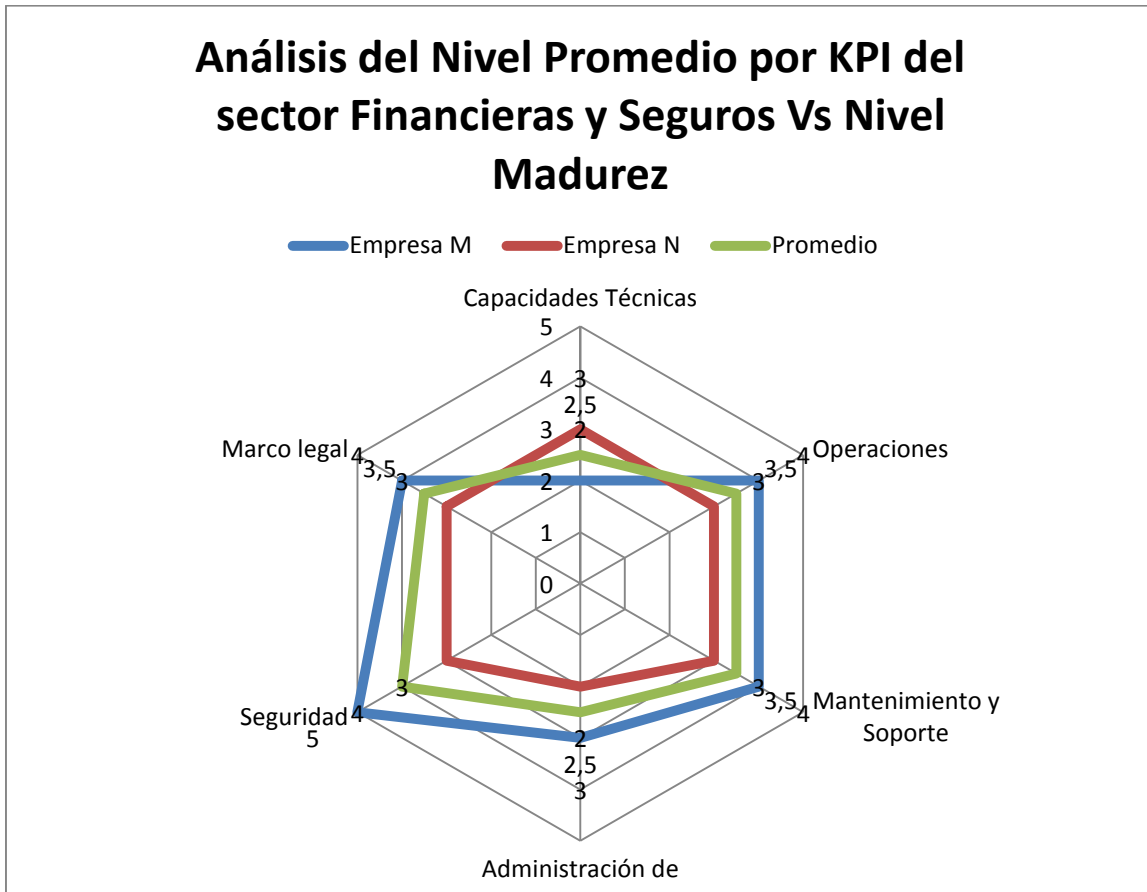 Análisis del Nivel Promedio por KPI del
sector Financieras y Seguros Vs Nivel
Madurez
Empresa M Empresa N Promedio
Capacidades Técnicas
5
4 3
2,5
3 2
Marco legal 4 3,5 3
3 3,5 4 Operaciones
2
1
0
Seguridad 4 3
5
3 3,5 4 Mantenimiento y
Soporte
2
2,5
3
Administración de